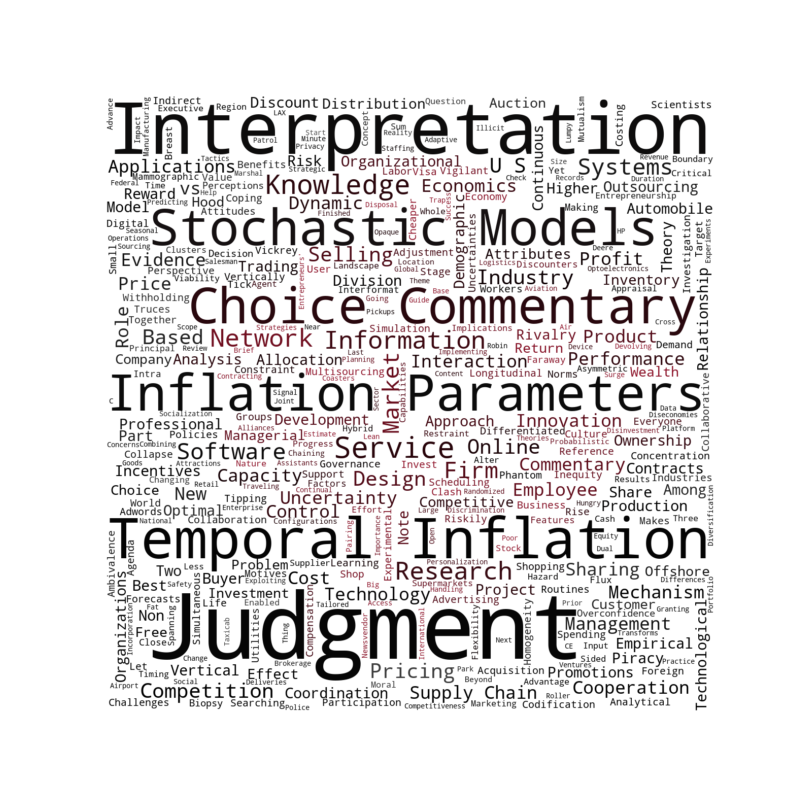 Advance Indirect Executive Region Discount Distribution Question Auction Mutualism Costing Scientists
Manufacturing LAX
Interpretation
Impact Breast Patrol Start Minute Privacy Concept Sum Reality Staffing Adaptive Illicit Lumpy Continuous Revenue Boundary
Applications Tactics Benefits Risk Strategic Organizational U S Size Yet Systems Critical
Mammographic Value Marshal LaborVisa Vigilant Check Records Duration
Federal Time Perceptions Knowledge Trap Success Economics Higher Outsourcing
Reward vs Help Coping Disposal Cheaper Economy Entrepreneurship
Model Predicting Hood Dynamic Whole Demographic Making Automobile
Digital Seasonal Attitudes Finished Opaque HP
Stochastic Models
Operations Sourcing Clusters Decision Vickrey Selling Adjustment Uncertainties Attributes Deere Profit Theory Investigation Target Experiments
Small Evidence Salesman Trading User Landscape Global Stage Logistics Discounters Optoelectronics
Perspective Viability Vertically Entrepreneurs' Division Theme Industry Inventory
Price TickAgent Interformat Pickups Going Base Guide Workers Aviation Appraisal Relationship
Withholding
Choice Commentary
Truces Together Role Scope Strategies Near Simulation Implications Air Cross
Based Network Information Rivalry Product
Principal Review Brief Last Planning Implementing Robin Device Devolving Demand
Company Analysis Allocation Market Interaction Return Faraway Performance
Intra Contracting Constraint Multisourcing Coasters Sector Capabilities Content Longitudinal Norms Asymmetric Surge Wealth
Inflation Parameters
C Signal Joint Collaborative
Socialization Groups Alliances Development Hybrid Approach Differentiated Innovation Data Diseconomies Everyone
Professional Policies Managerial Estimate Lean Restraint Theories Culture Disinvestment Platform
Part Concerns Combining Progress Chaining Service Online Probabilistic Ownership
Collapse Software Alter Reference Concentration
Goods Attractions Nature Assistants Governance Invest Firm Commentary
Incentives Capacity Support Phantom Inequity Results Industries Contracts
Changing Retail Traveling Factors Design Scheduling
Choice World New Tipping Continual Uncertainty Clash Randomized Employee Share Among
Adwords Optimal Enterprise Control Effort Large Discrimination Competitive Business Cash Production Diversification
National Collaboration Configurations Note Riskily Features Rise Makes Three
Temporal Inflation
Ambivalence Agenda Pairing Importance Experimental Open Poor Stock Equity Dual
Two Less Problem SupplierLearning Research Personalization Shopping Sharing Offshore
Best Safety Motives Cost Shop Big Supermarkets Hazard Flux Differences
Organizations Forecasts Exploiting Buyer Technology Handling Project Routines Mechanism Portfolio
Simultaneous Investment Enabled Tailored Access Advertising Prior Customer Granting
Judgment
Incorporation Non Fat Spanning Life Taxicab Utilities Thing Compensation Newsvendor International Flexibility Homogeneity Overconfidence Management Technological
Free Close Next Spending Transforms CE Input Empirical
Let Timing Change Brokerage Sided Piracy Practice
Vertical Effect Pricing Park Acquisition Ventures Promotions Foreign
Airport Social Deliveries Moral Beyond Advantage
Competition Coordination Supply Chain Roller Cooperation
Challenges Biopsy Searching Police Participation Competitiveness Marketing Codification Analytical